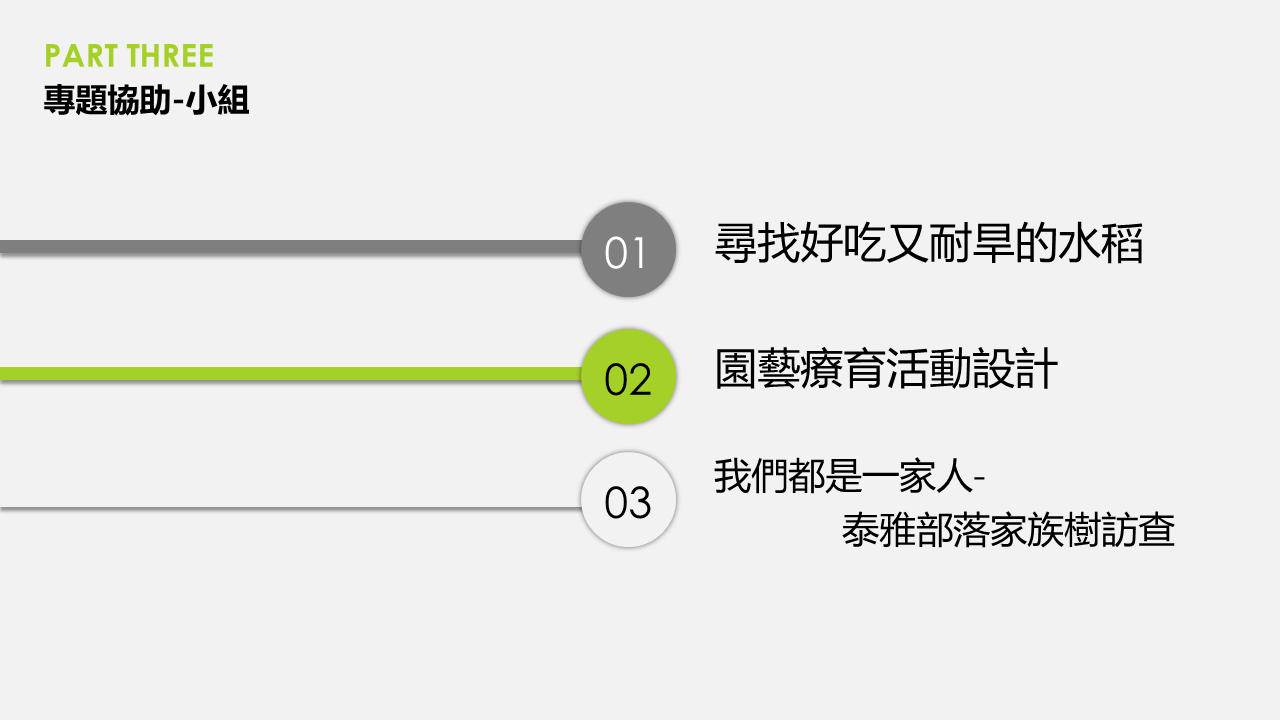 PART THREE
專題協助-小組
01
尋找好吃又耐旱的水稻
02
園藝療育活動設計
03
我們都是一家人-
泰雅部落家族樹訪查